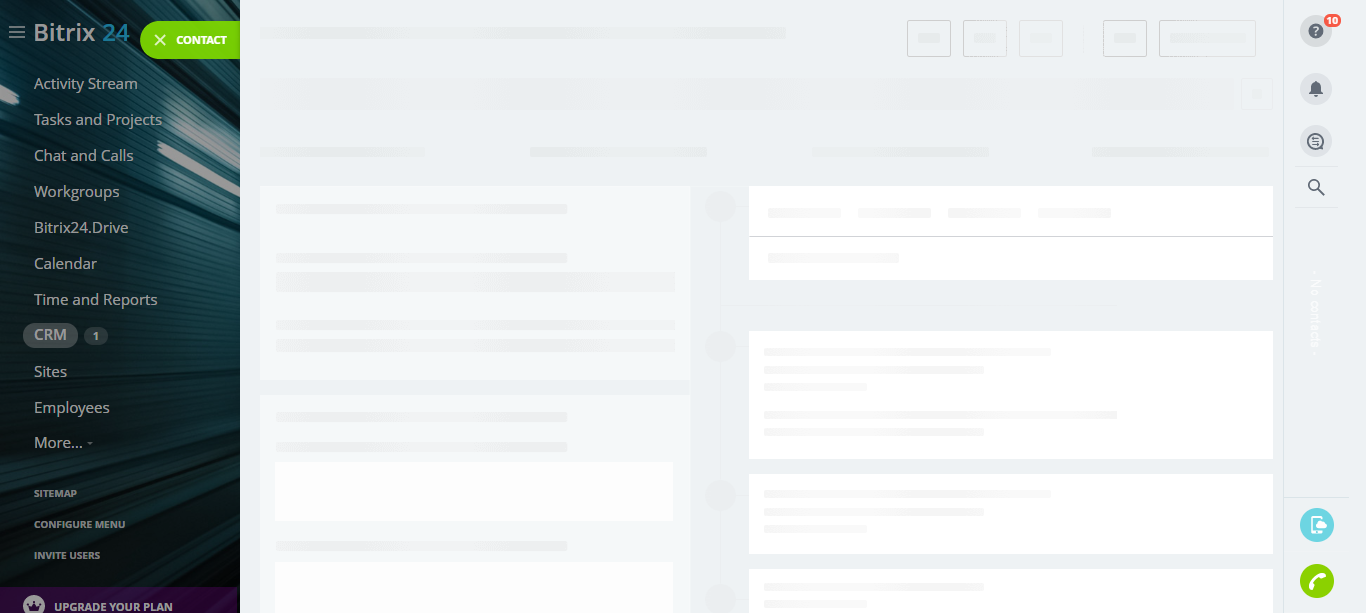 Bitrix 24
CONTACT
Activity Stream
Tasks and Projects
Chat and Calls
Workgroups
Bitrix24.Drive
Calendar
Time and Reports
CRM 1
Sites
Employees
More...
SITEMAP
CONFIGURE MENU
INVITE USERS
UPGRADE YOUR PLAN
?
10
- No contacts -